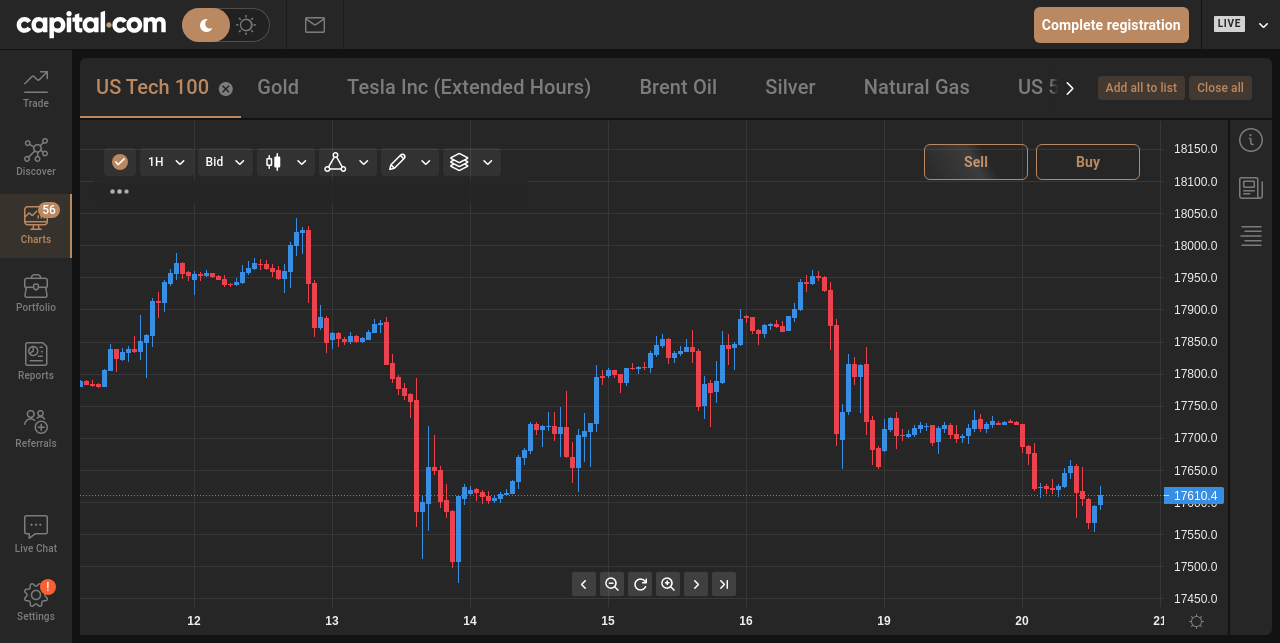 capital.com
Complete registration
LIVE
US Tech 100
Gold
Tesla Inc (Extended Hours)
Brent Oil
Silver
Natural Gas
US 5
Add all to list
Close all
Trade
Discover
56
Charts
Portfolio
Reports
Referrals
Live Chat
!
Settings
1H
Bid
Sell
Buy
18150.0
18100.0
18050.0
18000.0
17950.0
17900.0
17850.0
17800.0
17750.0
17700.0
17650.0
17610.4
17600.0
17550.0
17500.0
17450.0
12
13
14
15
16
19
20
21